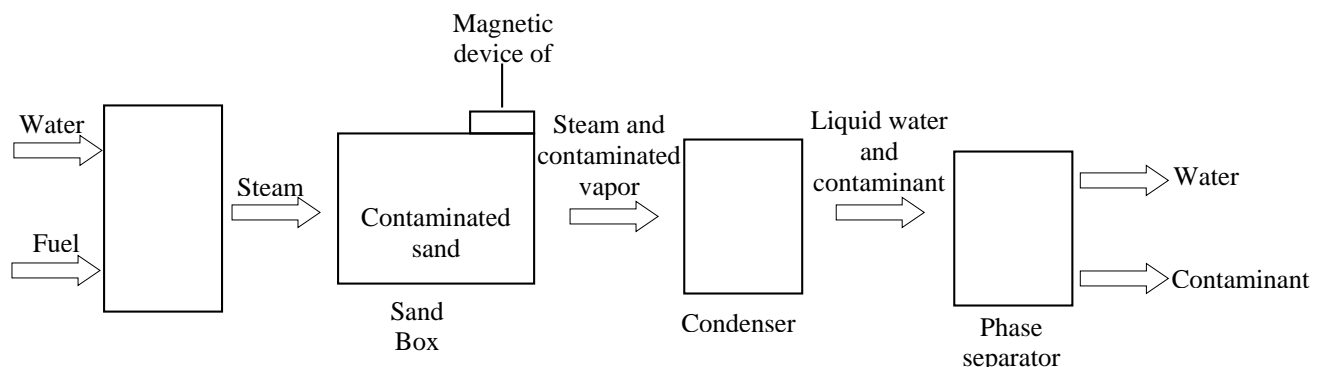 Magnetic
device of
Water
Fuel
Steam
Contaminated
sand
Sand
Box
Steam and
contaminated
vapor
Condenser
Liquid water
and
contaminant
Phase
separator
Water
Contaminant